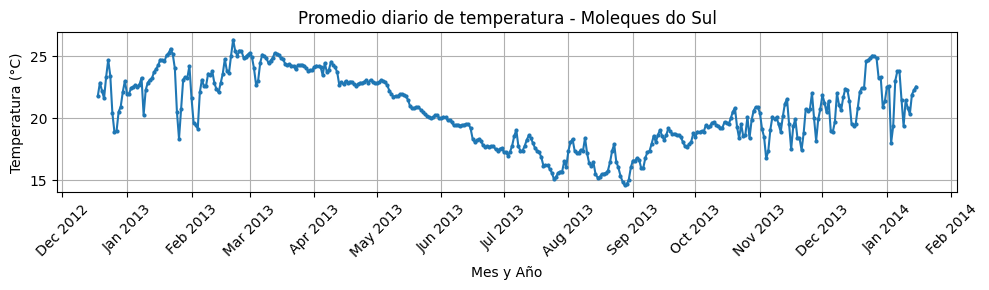 Promedio diario de temperatura - Moleques do Sul
Temperatura (°C)
25
20
15
Dec 2012
Jan 2013
Feb 2013
Mar 2013
Apr 2013
May 2013
Jun 2013
Jul 2013
Aug 2013
Sep 2013
Oct 2013
Nov 2013
Dec 2013
Jan 2014
Feb 2014
Mes y Año